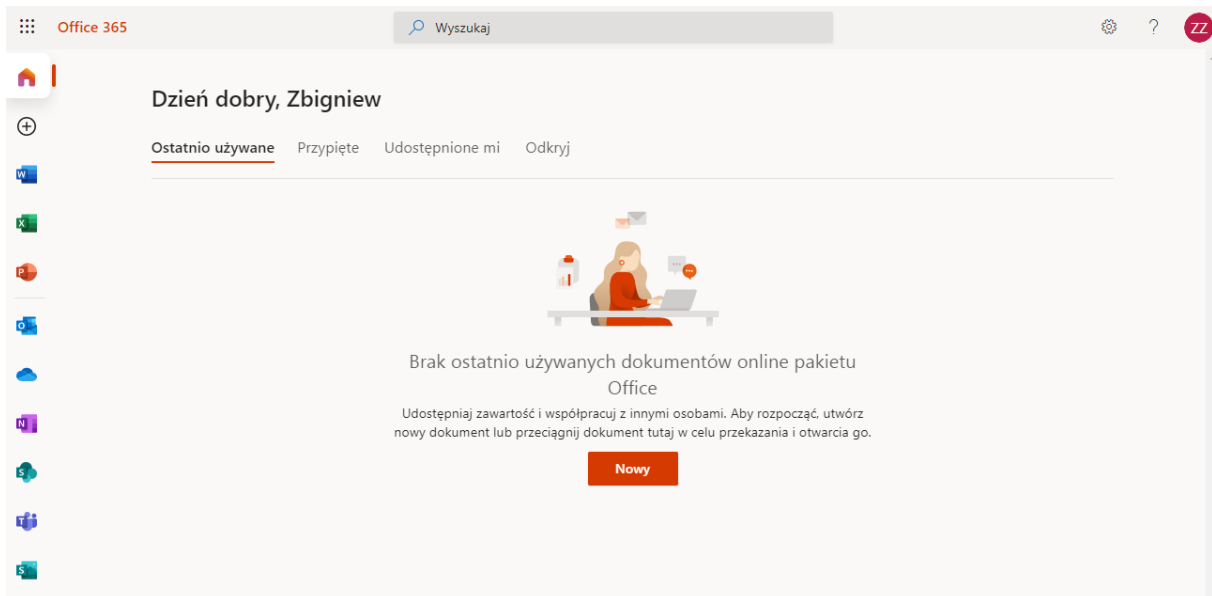 Office 365
Wyszukaj
?
ZZ
Dzień dobry, Zbigniew
Ostatnio używane Przypięte Udostępnione mi Odkryj
Brak ostatnio używanych dokumentów online pakietu
Office
Udostępniaj zawartość i współpracuj z innymi osobami. Aby rozpocząć, utwórz
nowy dokument lub przeciągnij dokument tutaj w celu przekazania i otwarcia go.
Nowy
W
X
P
O
N
S
T
S